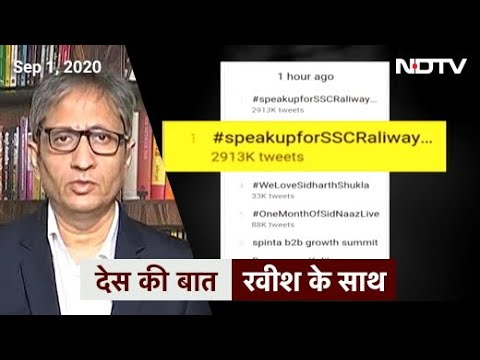 Sep 1, 2020
NDTV
1 hour ago
#speakupforSSCRaliway...
2913K tweets
1 #speakupforSSCRaliway...
2913K tweets
#WeLoveSidharthShukla
33K tweets
#OneMonthOfSidNaazLive
88K tweets
spinta b2b growth summit
देस की बात रवीश के साथ